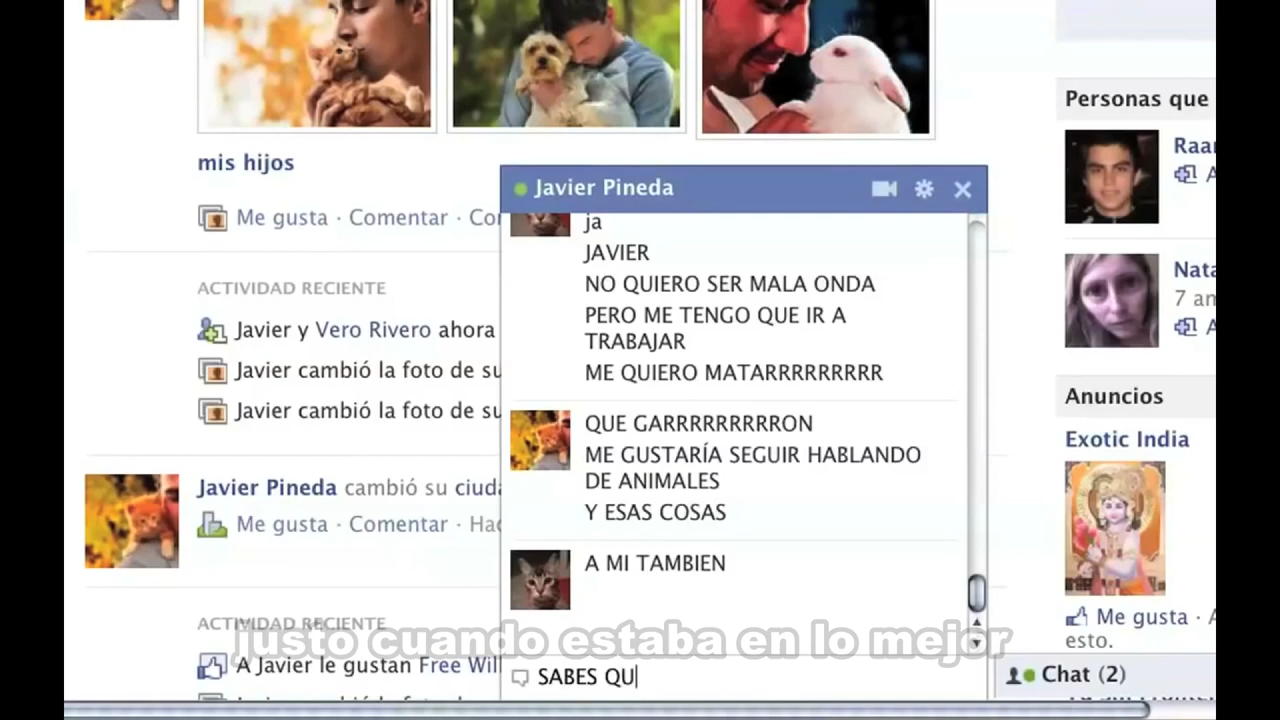 mis hijos
Me gusta · Comentar · Co
ACTIVIDAD RECIENTE
Javier y Vero Rivero ahora
Javier cambió la foto de su
Javier cambió la foto de su
Javier Pineda cambió su ciud
Me gusta · Comentar · Hac
ACTIVIDAD RECIENTE
A Javier le gustan Free Wil
Javier Pineda
ja
JAVIER
NO QUIERO SER MALA ONDA
PERO ME TENGO QUE IR A
TRABAJAR
ME QUIERO MATARRRRRRRRR
QUE GARRRRRRRRRON
ME GUSTARÍA SEGUIR HABLANDO
DE ANIMALES
Y ESAS COSAS
A MI TAMBIEN
SABES QU
justo cuando estaba en lo mejor
Personas que
Raa
A
Nata
7 am
A
Anuncios
Exotic India
Me gusta · A
esto.
Chat (2)